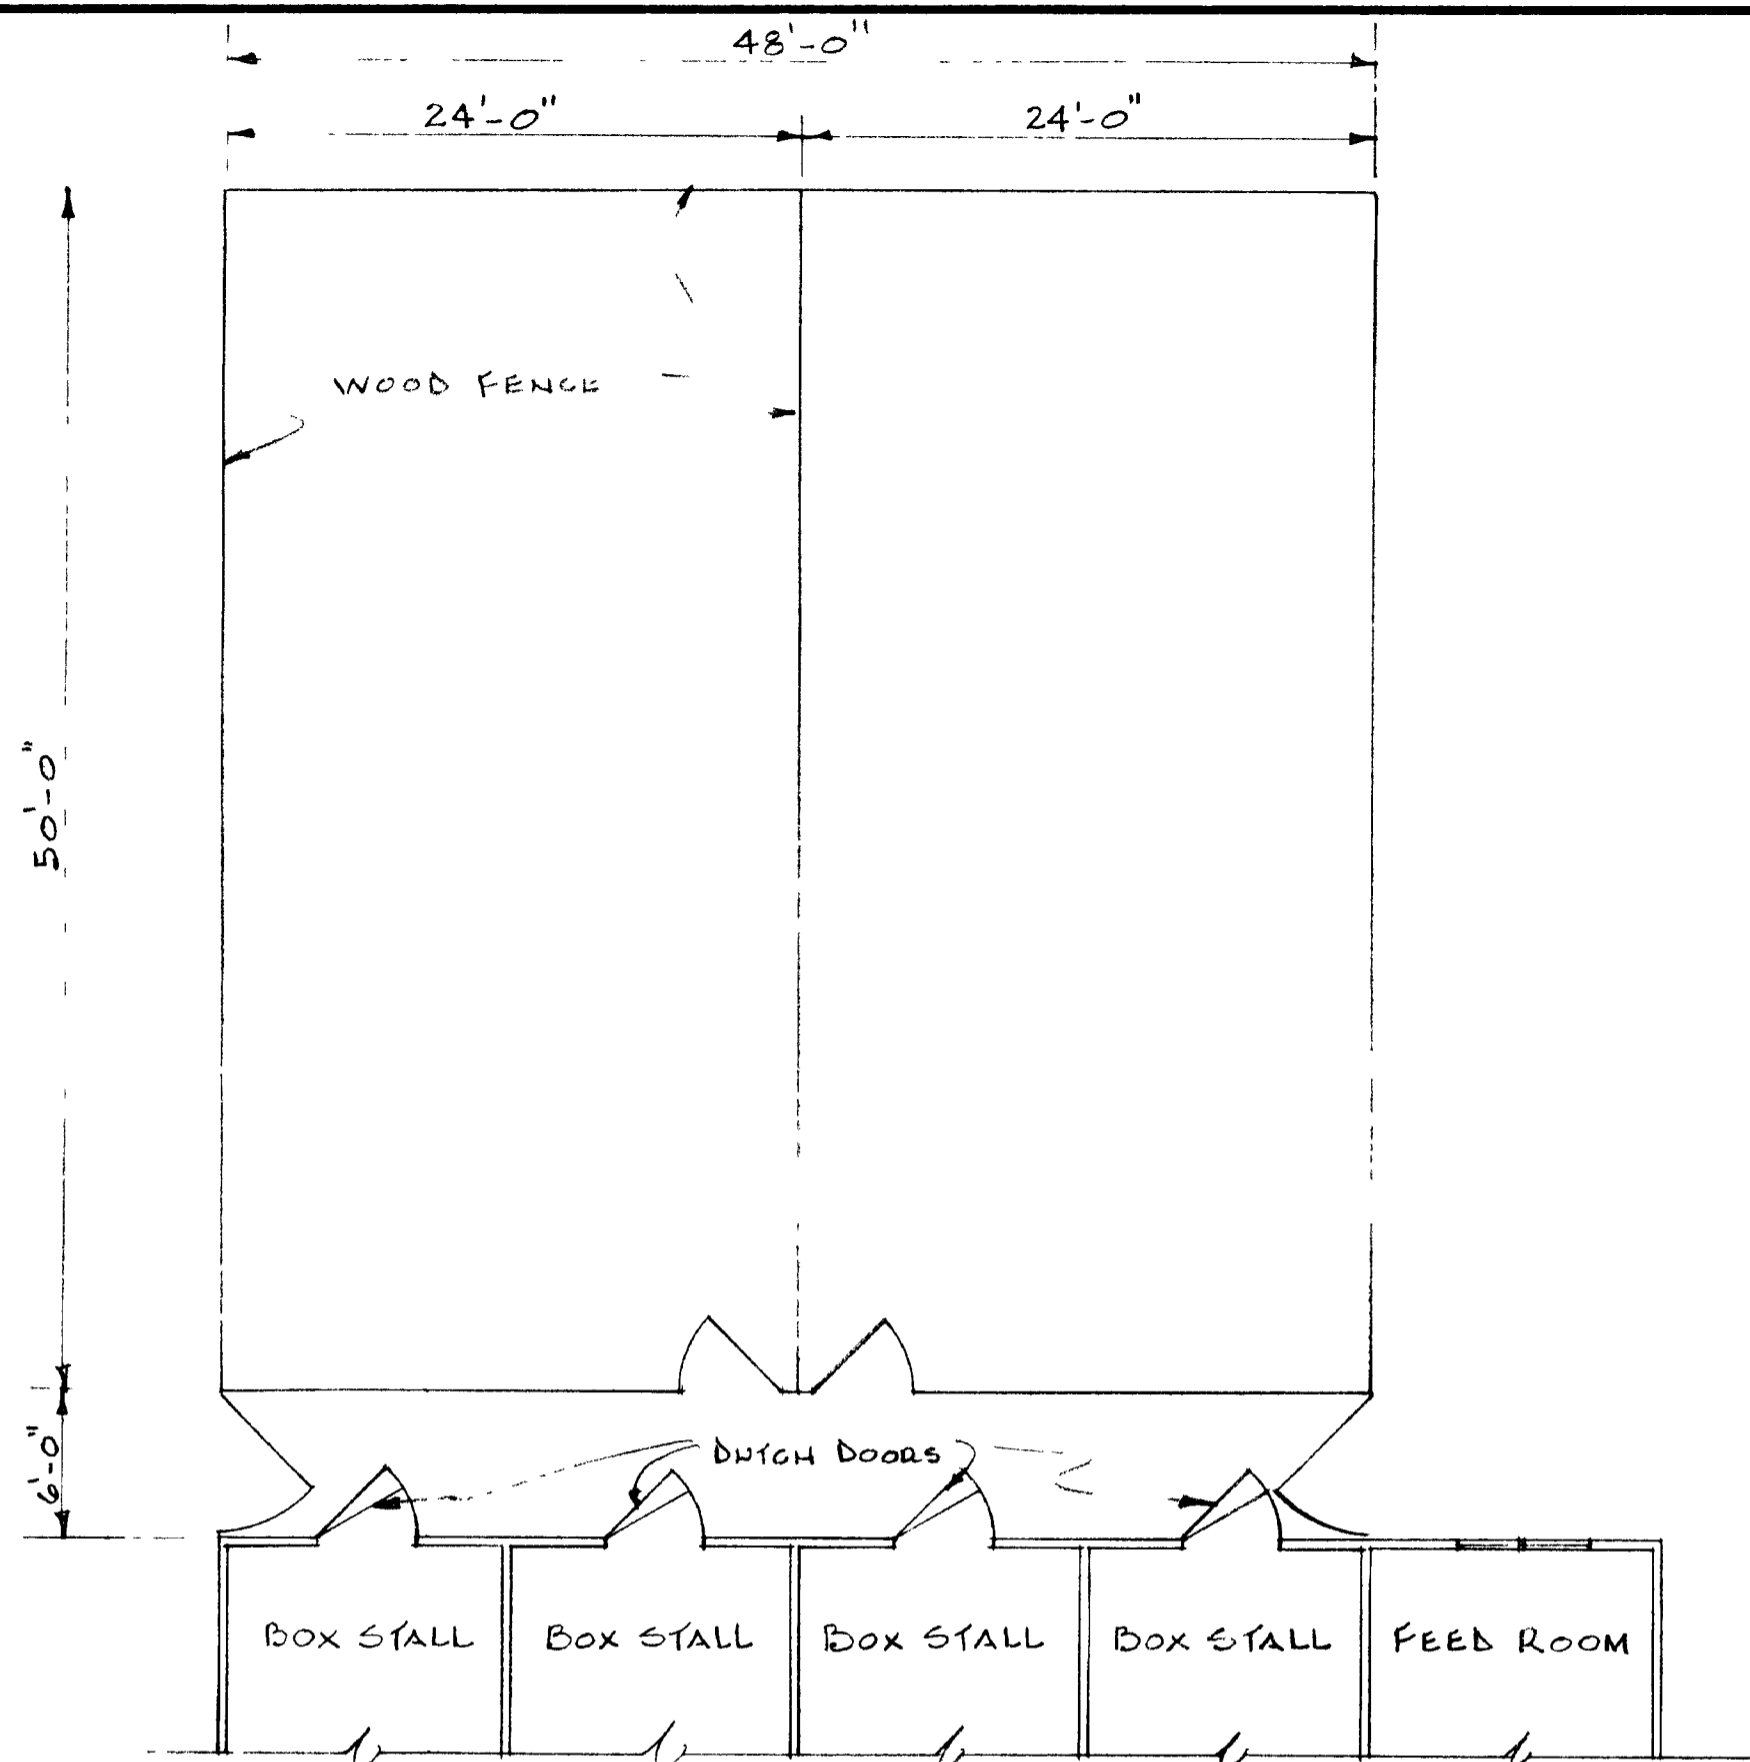 48'-0"
24'-0"
24'-0"
WOOD FENCE
50'-0"
DUTCH DOORS
6'-0"
BOX STALL
BOX STALL
BOX STALL
BOX STALL
FEED ROOM